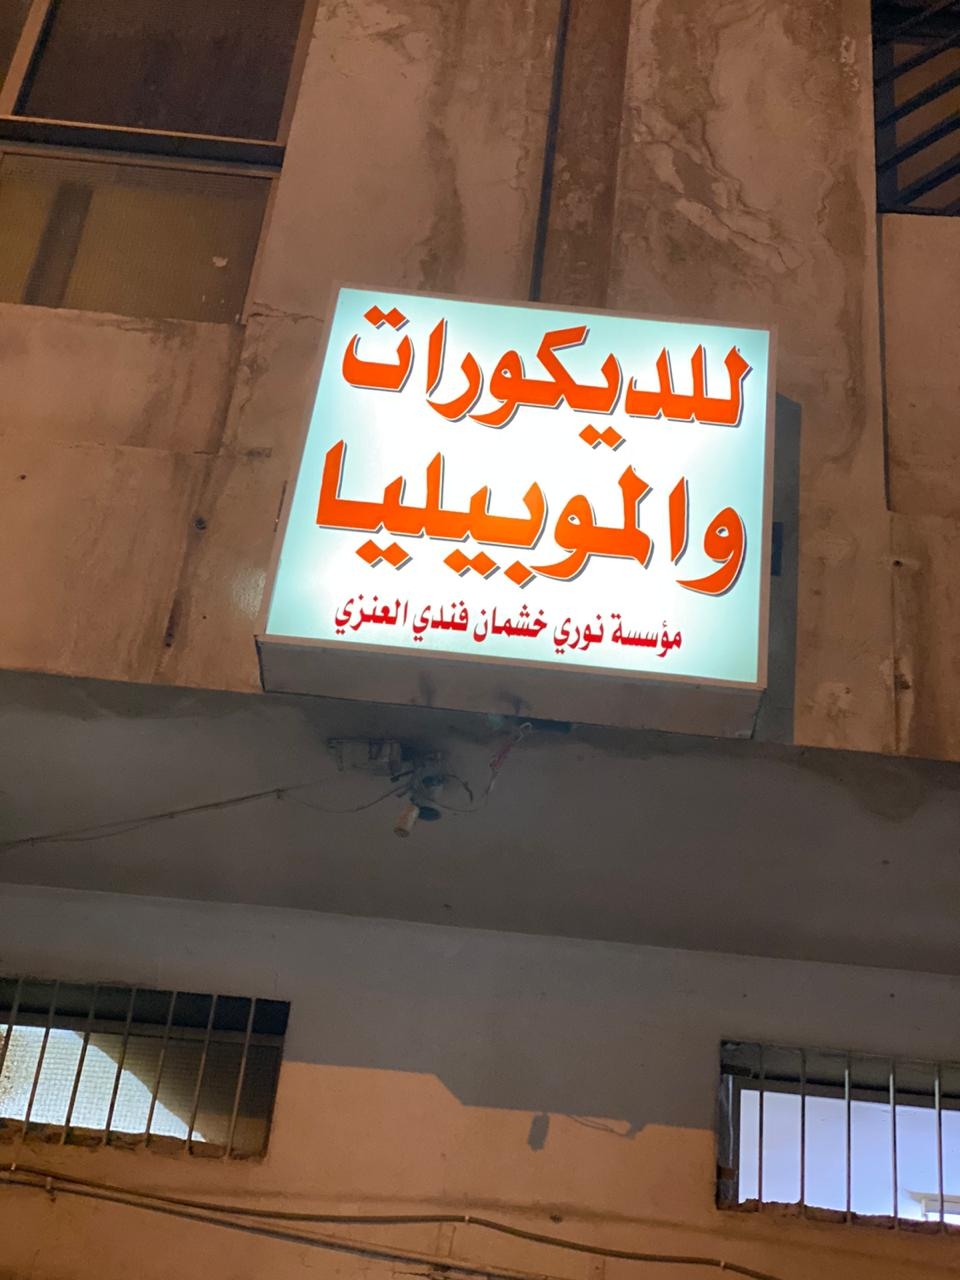 للديكورات
والموبيليا
مؤسسة نوري خشمان فندي العنزي